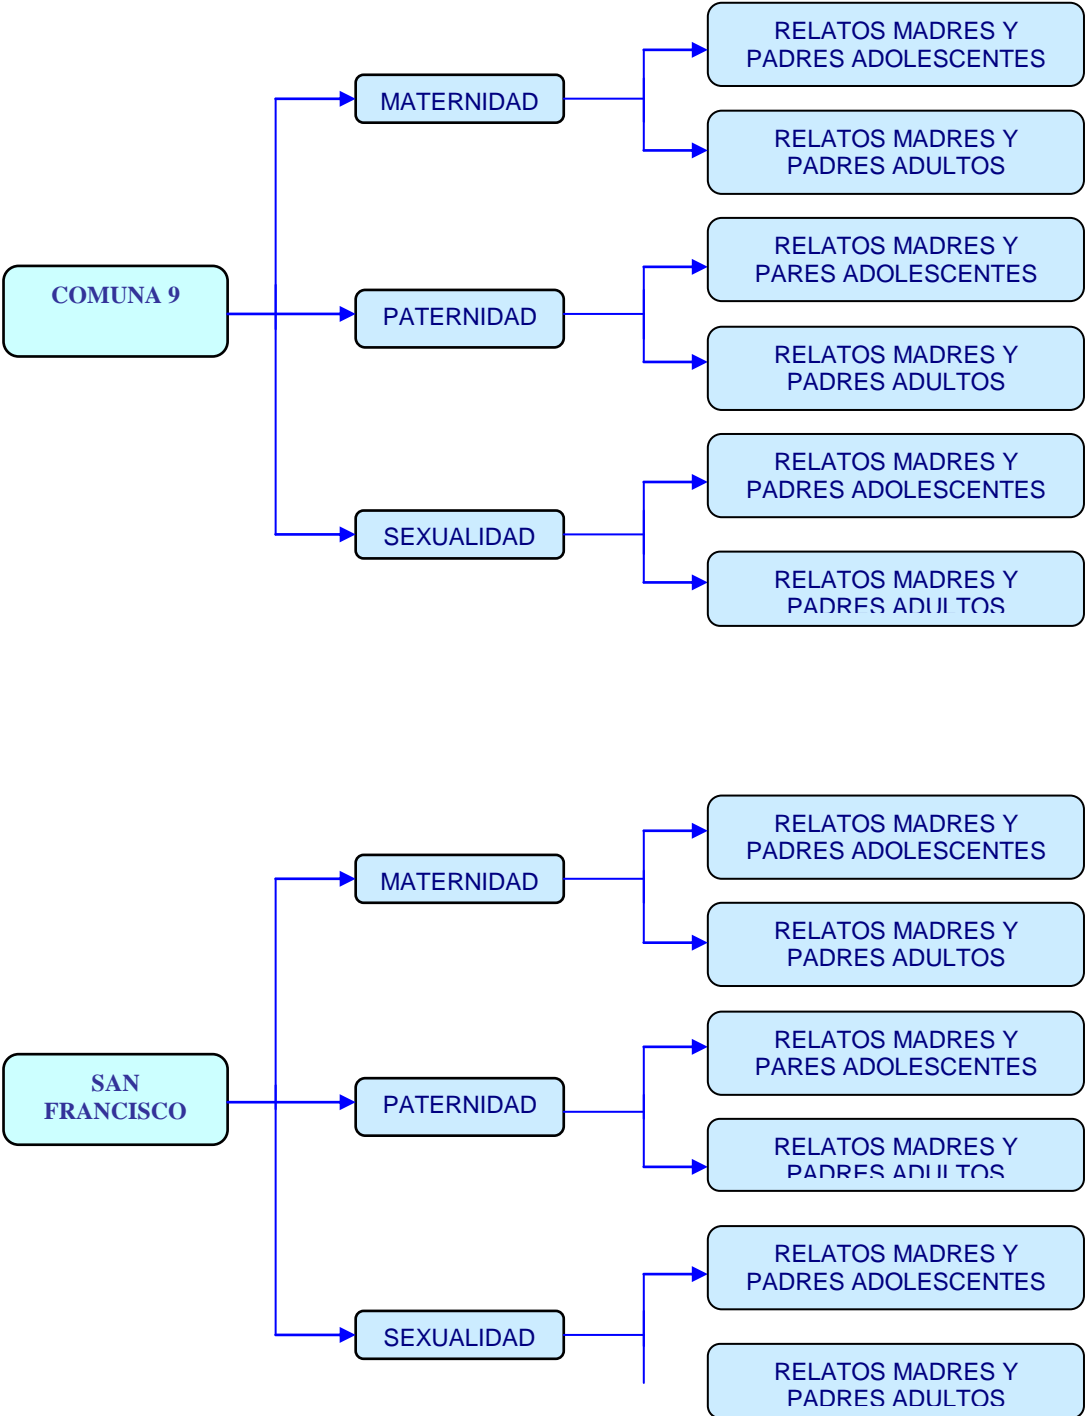 RELATOS MADRES Y
PADRES ADOLESCENTES
MATERNIDAD
RELATOS MADRES Y
PADRES ADULTOS
RELATOS MADRES Y
PARES ADOLESCENTES
COMUNA 9
PATERNIDAD
RELATOS MADRES Y
PADRES ADULTOS
RELATOS MADRES Y
PADRES ADOLESCENTES
SEXUALIDAD
RELATOS MADRES Y
PADRES ADULTOS
RELATOS MADRES Y
PADRES ADOLESCENTES
MATERNIDAD
RELATOS MADRES Y
PADRES ADULTOS
RELATOS MADRES Y
PARES ADOLESCENTES
SAN
FRANCISCO
PATERNIDAD
RELATOS MADRES Y
PADRES ADULTOS
RELATOS MADRES Y
PADRES ADOLESCENTES
SEXUALIDAD
RELATOS MADRES Y
PADRES ADULTOS